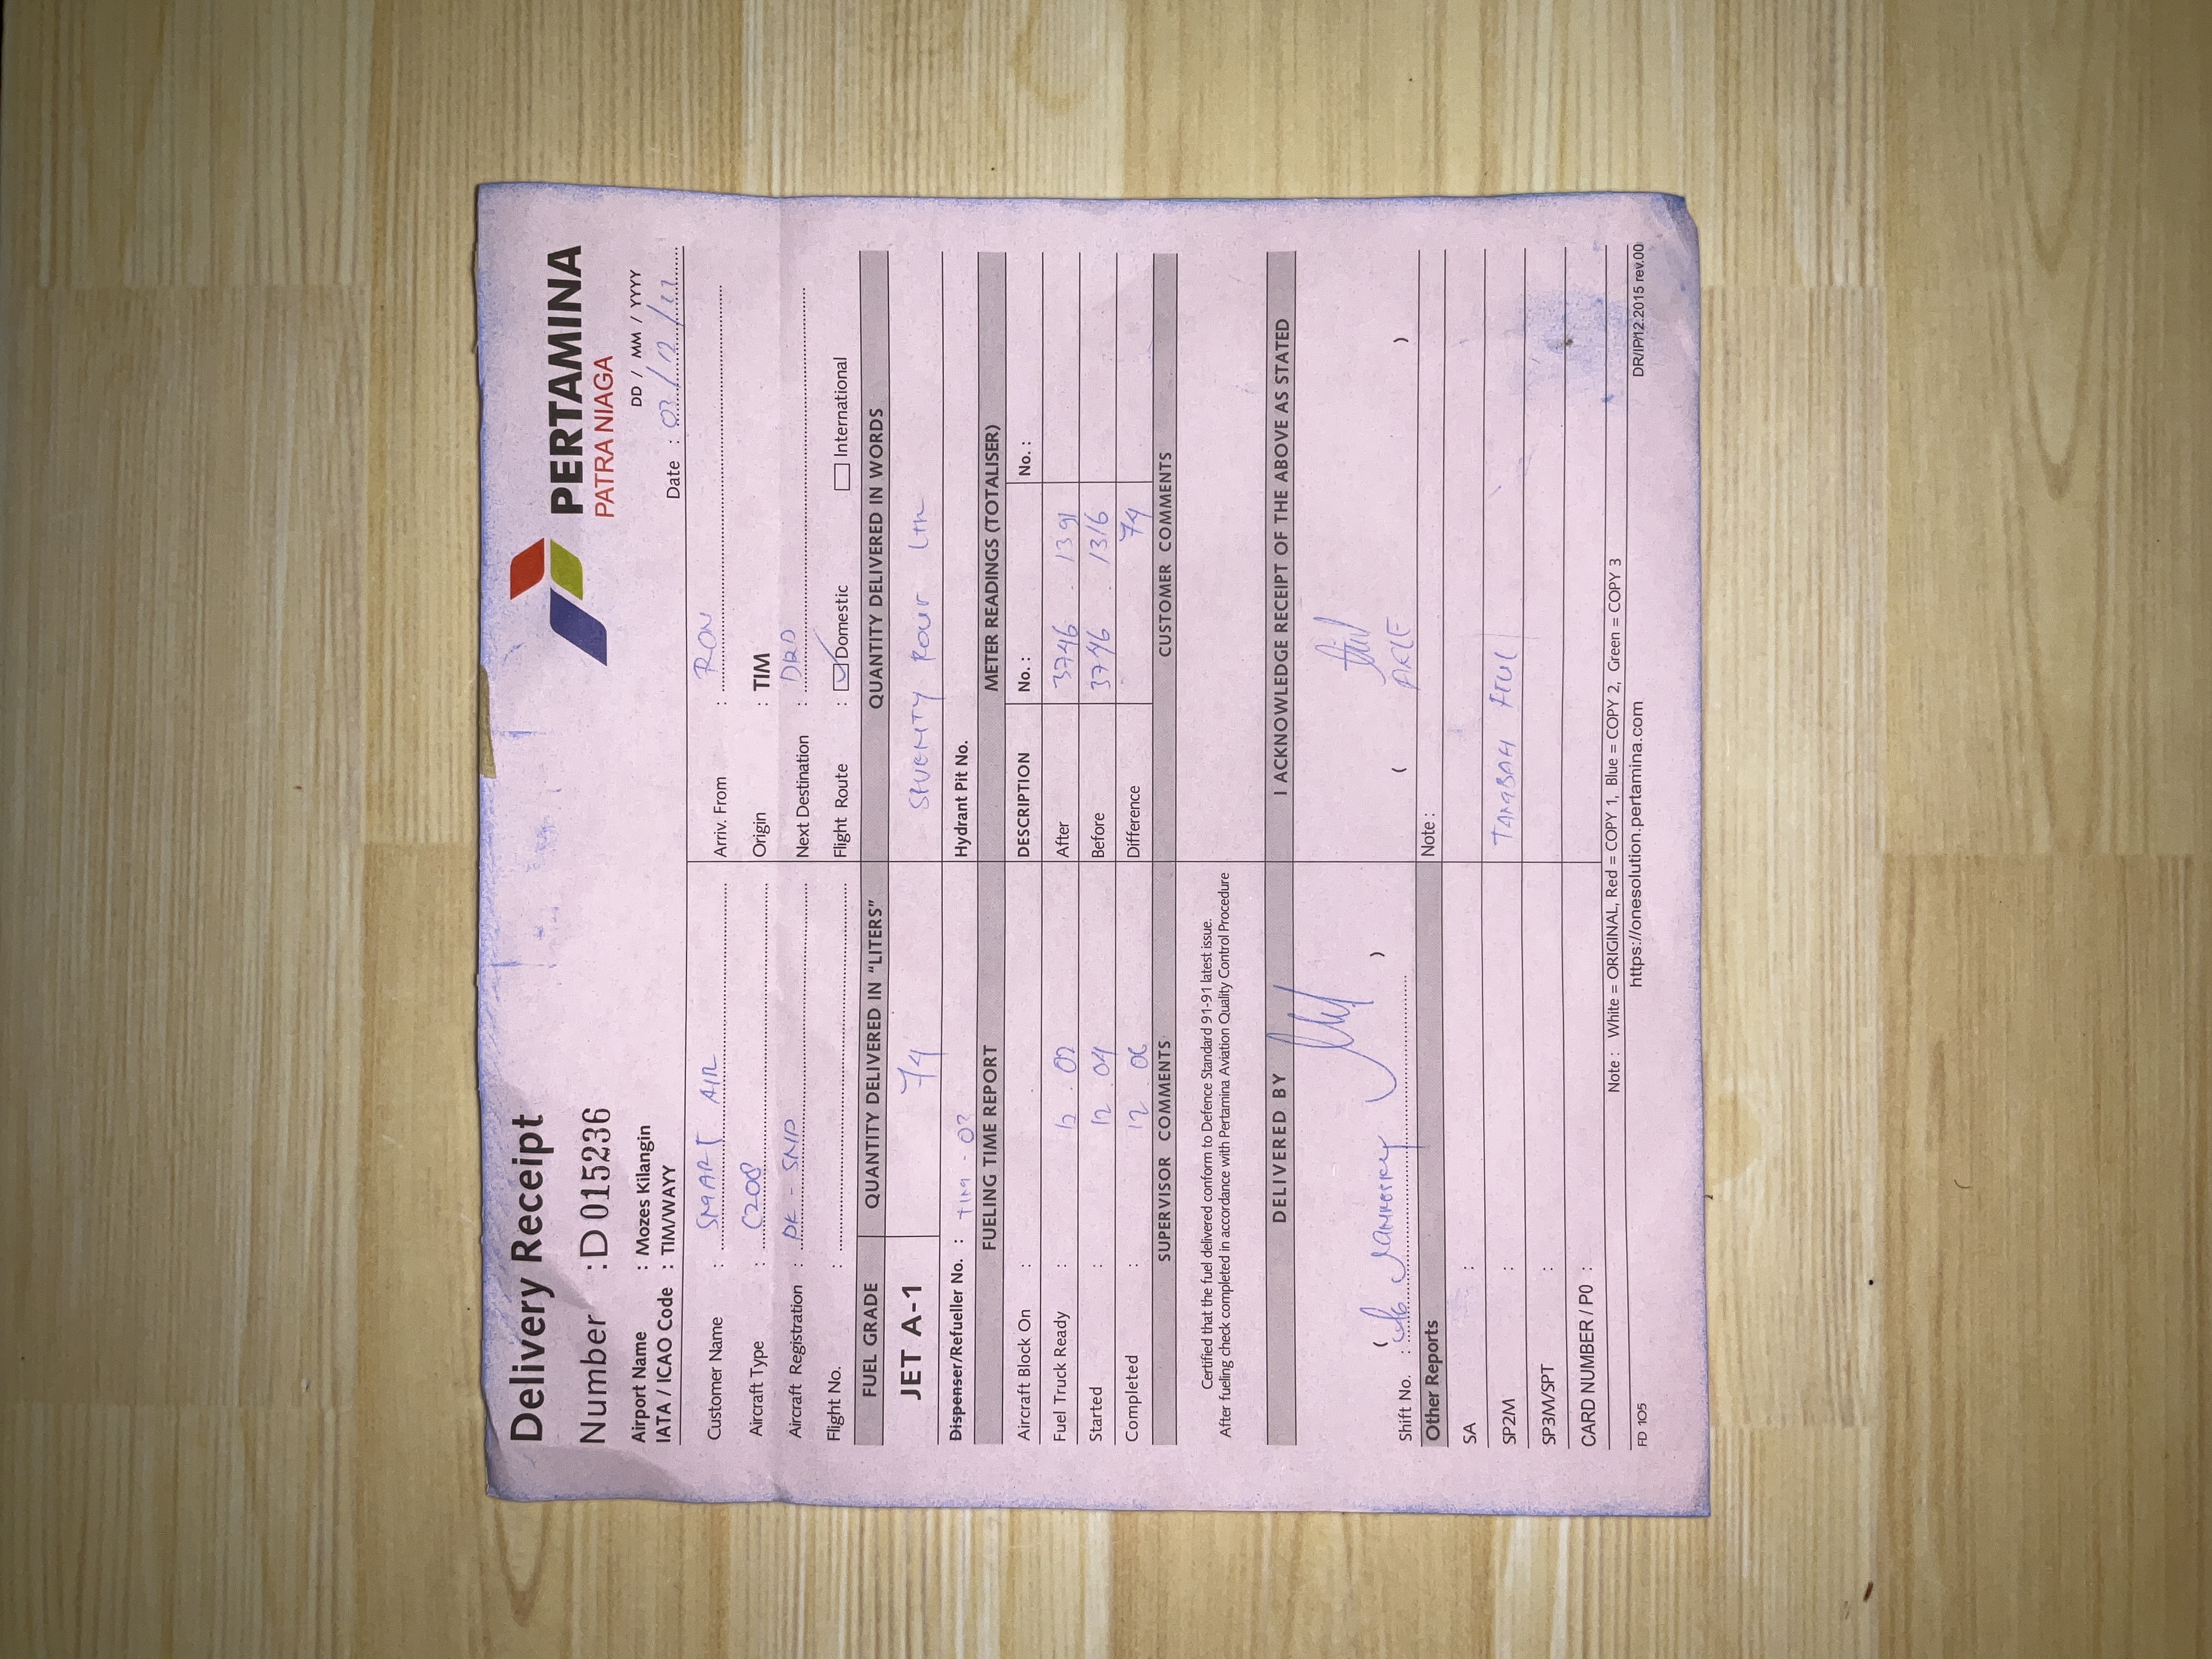 Delivery Receipt
PERTAMINA
PATRA NIAGA
Number : D 015236
Airport Name : Mozes Kilangin
DD / MM / YYYY
IATA / ICAO Code : TIM/WAYY
Date : 03 / 12 / 22
Customer Name : SMART AIR
Arriv. From : RON
Aircraft Type : C208
Origin : TIM
Aircraft Registration : PK - SNP
Next Destination : DRD
Flight No. :
Flight Route : Domestic International
FUEL GRADE QUANTITY DELIVERED IN "LITERS" QUANTITY DELIVERED IN WORDS
JET A-1 74 SEVENTY FOUR Ltr
Dispenser/Refueller No. : TIM - 03
Hydrant Pit No.
FUELING TIME REPORT METER READINGS (TOTALISER)
Aircraft Block On :
DESCRIPTION No. : No. :
Fuel Truck Ready : 12 . 02
After 3746 . 1391
Started : 12 . 04
Before 3746 . 1316
Completed : 12 06
Difference 74
SUPERVISOR COMMENTS CUSTOMER COMMENTS
Certified that the fuel delivered conform to Defence Standard 91-91 latest issue.
After fueling check completed in accordance with Pertamina Aviation Quality Control Procedure
DELIVERED BY I ACKNOWLEDGE RECEIPT OF THE ABOVE AS STATED
Shift No. : ( ) ( )
Other Reports Note :
SA :
SP2M : TAMBAH FUEL
SP3M/SPT :
CARD NUMBER / P0 :
Note : White = ORIGINAL, Red = COPY 1, Blue = COPY 2, Green = COPY 3
FD 105 https://onesolution.pertamina.com DR/IP/12.2015 rev.00